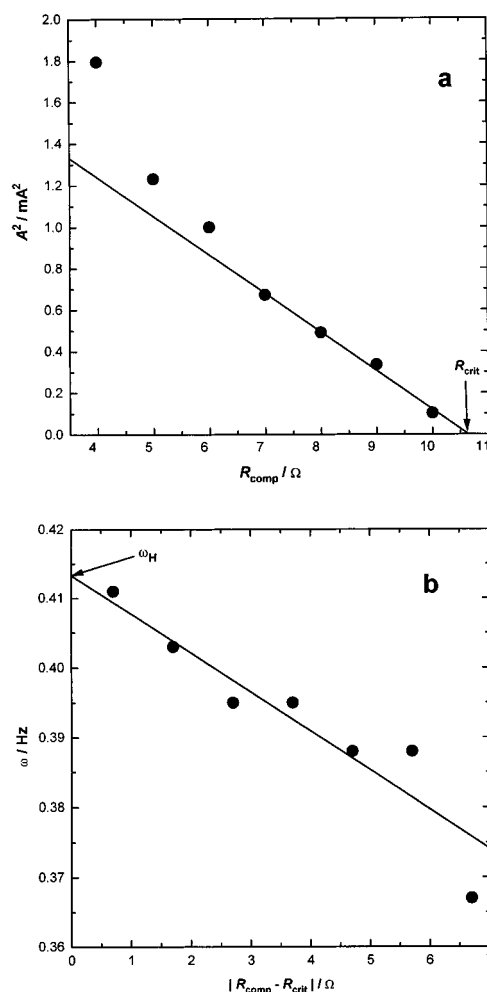 2.0
1.8
1.6
1.4
1.2
1.0
0.8
0.6
0.4
0.2
0.0
A² / mA²
a
R_crit
4 5 6 7 8 9 10 11
R_comp / Ω
0.42
0.41
0.40
0.39
0.38
0.37
0.36
ω / Hz
ω_H
b
0 1 2 3 4 5 6
| R_comp - R_crit | / Ω